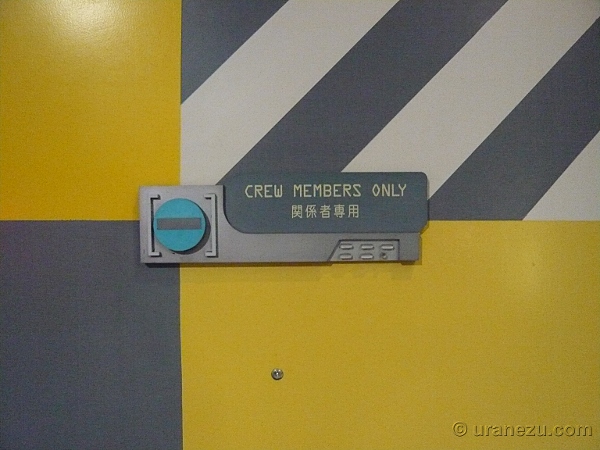 CREW MEMBERS ONLY
関係者専用
© uranezu.com